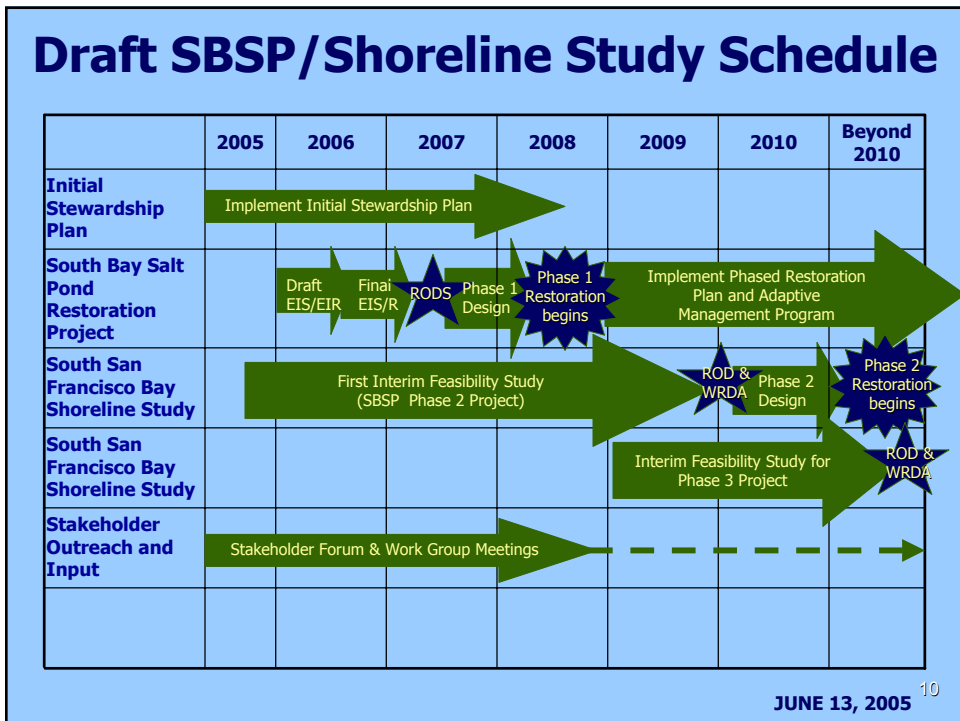 Draft SBSP/Shoreline Study Schedule
2005 2006 2007 2008 2009 2010 Beyond
2010
Initial
Stewardship
Plan
Implement Initial Stewardship Plan
South Bay Salt
Pond
Restoration
Project
Draft
EIS/EIR
Final
EIS/R
RODS
Phase 1
Design
Phase 1
Restoration
begins
Implement Phased Restoration
Plan and Adaptive
Management Program
South San
Francisco Bay
Shoreline Study
First Interim Feasibility Study
(SBSP Phase 2 Project)
ROD &
WRDA
Phase 2
Design
Phase 2
Restoration
begins
South San
Francisco Bay
Shoreline Study
Interim Feasibility Study for
Phase 3 Project
ROD &
WRDA
Stakeholder
Outreach and
Input
Stakeholder Forum & Work Group Meetings
JUNE 13, 2005
10